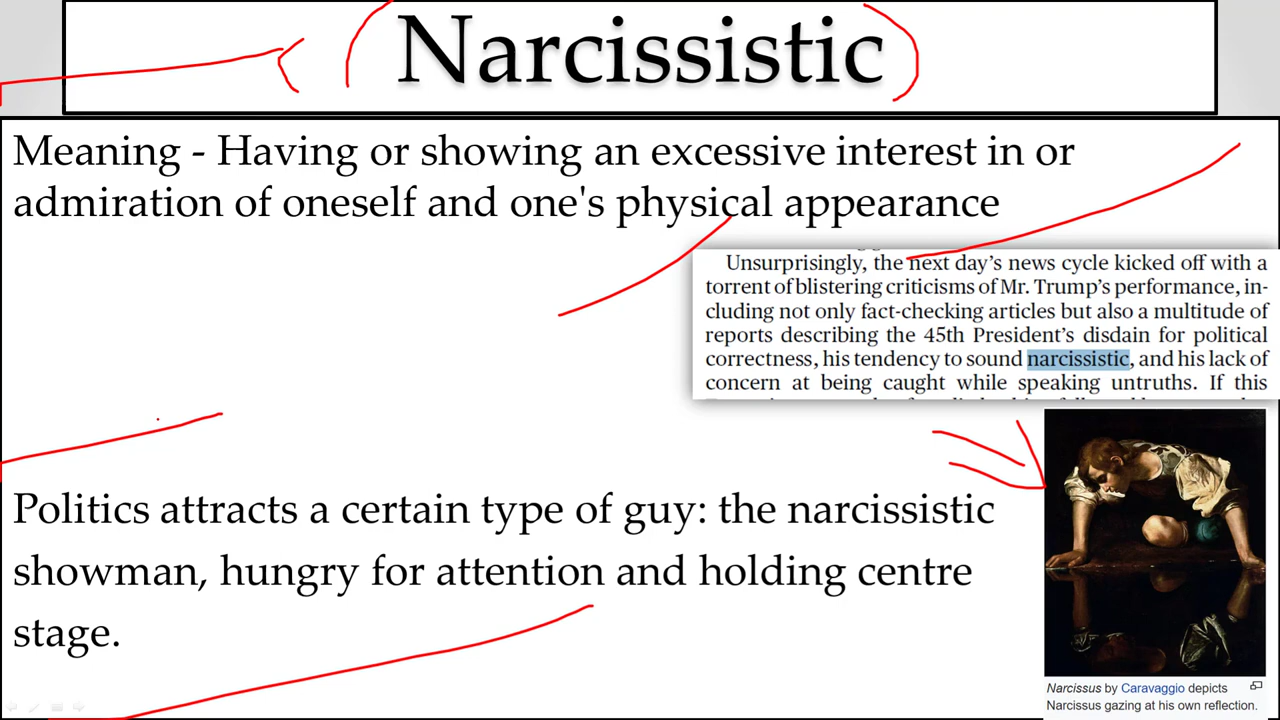 Narcissistic
Meaning - Having or showing an excessive interest in or
admiration of oneself and one's physical appearance
Unsurprisingly, the next day's news cycle kicked off with a
torrent of blistering criticisms of Mr. Trump's performance, in-
cluding not only fact-checking articles but also a multitude of
reports describing the 45th President's disdain for political
correctness, his tendency to sound narcissistic, and his lack of
concern at being caught while speaking untruths. If this
Politics attracts a certain type of guy: the narcissistic
showman, hungry for attention and holding centre
stage.
Narcissus by Caravaggio depicts
Narcissus gazing at his own reflection.